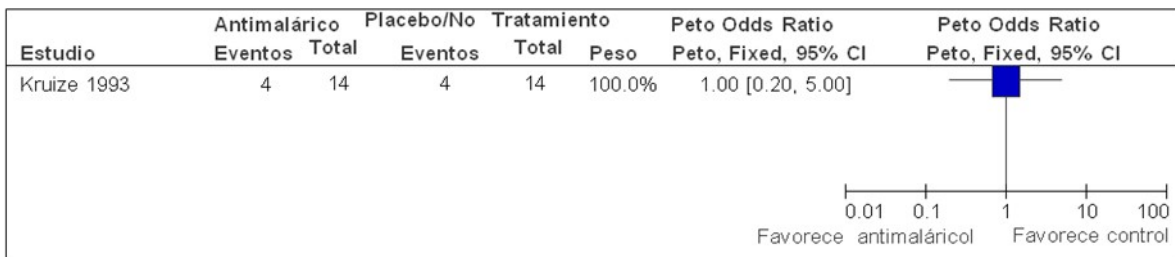 Antimalárico Placebo/No Tratamiento Peto Odds Ratio Peto Odds Ratio
Estudio Eventos Total Eventos Total Peso Peto, Fixed, 95% CI Peto, Fixed, 95% CI
Kruize 1993 4 14 4 14 100.0% 1.00 [0.20, 5.00]
0.01 0.1 1 10 100
Favorece antimaláricol Favorece control